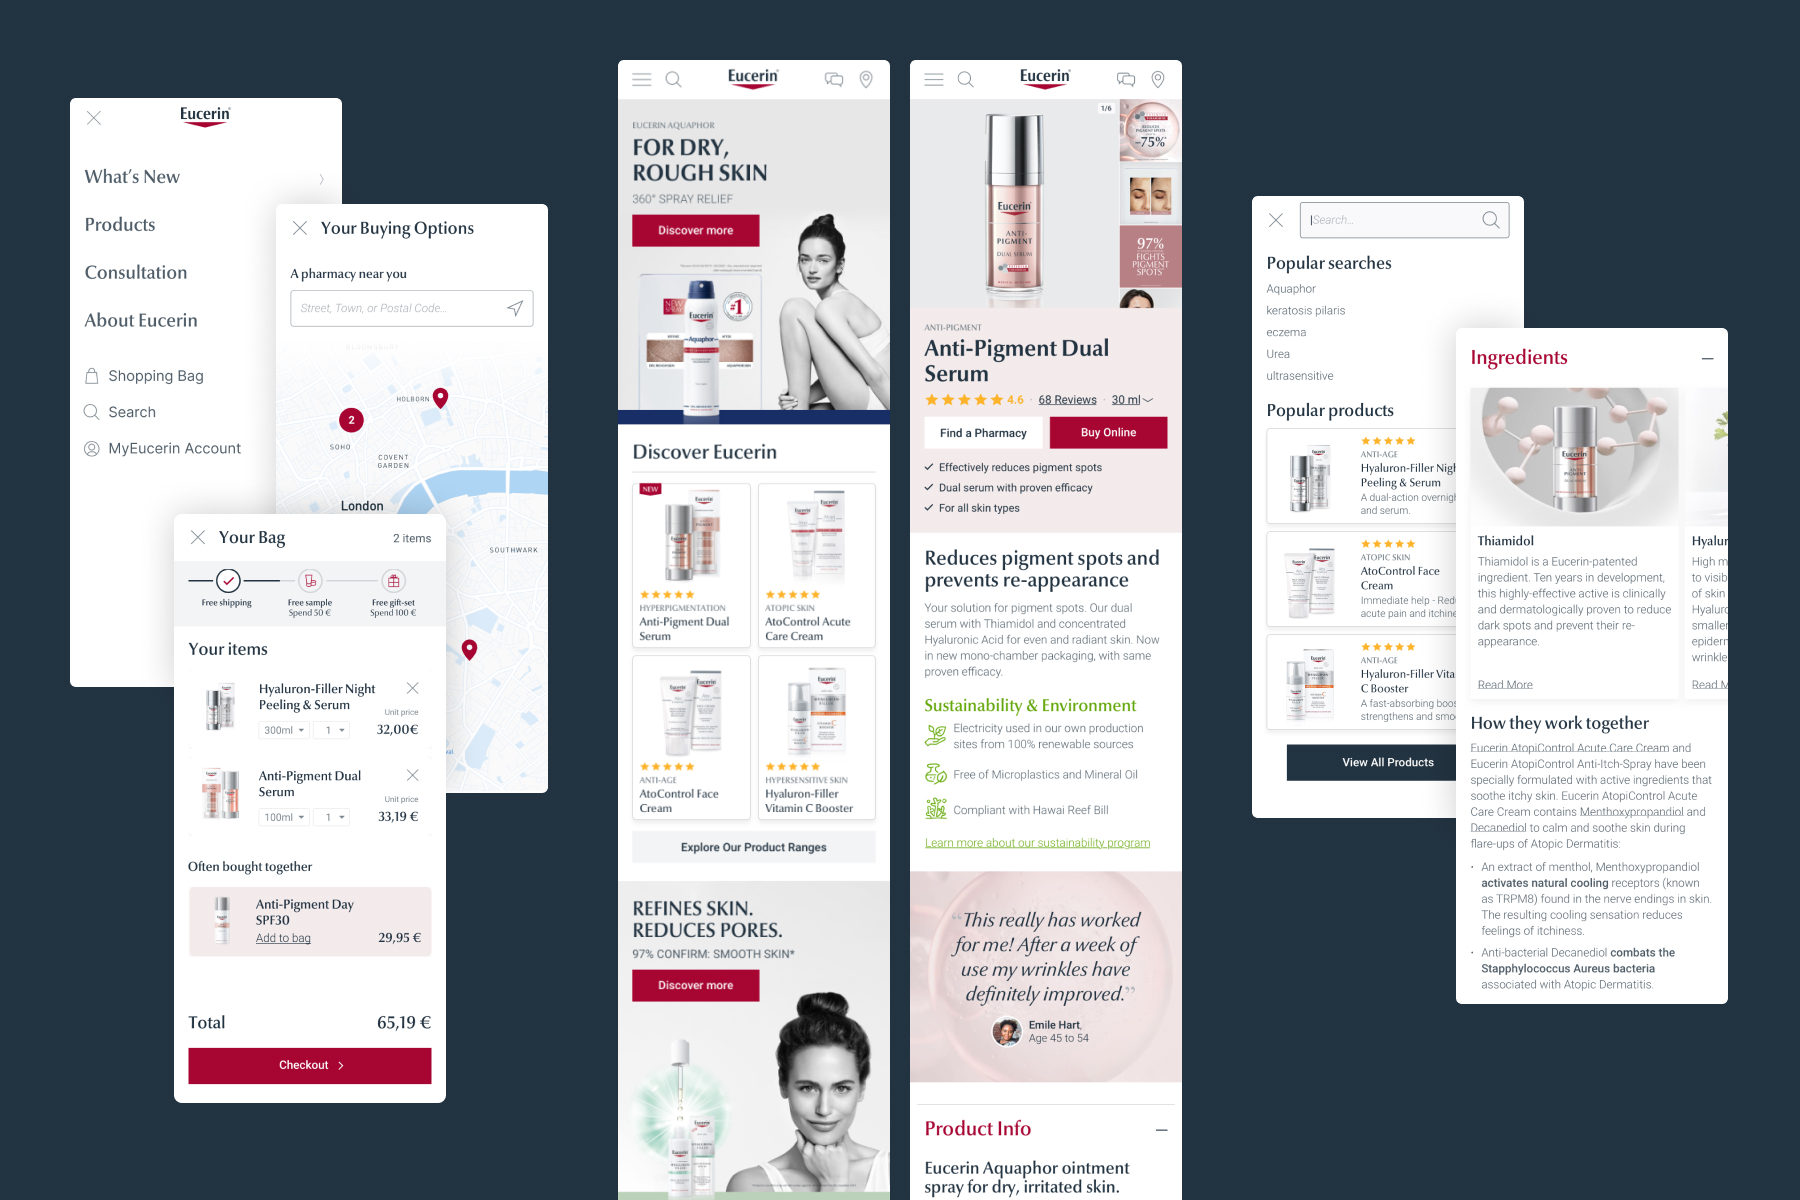 Eucerin
What's New
Products
Consultation
About Eucerin
Shopping Bag
Search
MyEucerin Account
Your Buying Options
A pharmacy near you
Street, Town, or Postal Code...
BLOOMSBURY
HOLBORN
2
SOHO
COVENT
GARDEN
London
SOUTHWARK
Your Bag
2 items
Free shipping
Free sample
Spend 50 €
Free gift-set
Spend 100 €
Your items
Hyaluron-Filler Night
Peeling & Serum
Unit price
300ml
1
32,00€
Anti-Pigment Dual
Serum
Unit price
100ml
1
33,19 €
Often bought together
Anti-Pigment Day
SPF30
Add to bag
29,95 €
Total
65,19 €
Checkout
Eucerin
EUCERIN AQUAPHOR
FOR DRY,
ROUGH SKIN
360° SPRAY RELIEF
Discover more
NEW
SPRAY
#1
Eucerin
Aquaphor
Discover Eucerin
NEW
HYPERPIGMENTATION
Anti-Pigment Dual
Serum
ATOPIC SKIN
AtoControl Acute
Care Cream
ANTI-AGE
AtoControl Face
Cream
HYPERSENSITIVE SKIN
Hyaluron-Filler
Vitamin C Booster
Explore Our Product Ranges
REFINES SKIN.
REDUCES PORES.
97% CONFIRM: SMOOTH SKIN*
Discover more
Eucerin
1/6
Eucerin
ANTI-
PIGMENT
DUAL SERUM
REDUCES
PIGMENT SPOTS
–75%
97%
FIGHTS
PIGMENT
SPOTS
ANTI-PIGMENT
Anti-Pigment Dual
Serum
4.6 · 68 Reviews · 30 ml
Find a Pharmacy
Buy Online
Effectively reduces pigment spots
Dual serum with proven efficacy
For all skin types
Reduces pigment spots and
prevents re-appearance
Your solution for pigment spots. Our dual
serum with Thiamidol and concentrated
Hyaluronic Acid for even and radiant skin. Now
in new mono-chamber packaging, with same
proven efficacy.
Sustainability & Environment
Electricity used in our own production
sites from 100% renewable sources
Free of Microplastics and Mineral Oil
Compliant with Hawai Reef Bill
Learn more about our sustainability program
“This really has worked
for me! After a week of
use my wrinkles have
definitely improved.”
Emile Hart,
Age 45 to 54
Product Info
Eucerin Aquaphor ointment
spray for dry, irritated skin.
Search...
Popular searches
Aquaphor
keratosis pilaris
eczema
Urea
ultrasensitive
Popular products
ANTI-AGE
Hyaluron-Filler Nigh
Peeling & Serum
A dual-action overnigh
and serum.
ATOPIC SKIN
AtoControl Face
Cream
Immediate help - Red
acute pain and itchine
ANTI-AGE
Hyaluron-Filler Vita
C Booster
A fast-absorbing boos
strengthens and smoo
View All Products
Ingredients
Eucerin
Thiamidol
Thiamidol is a Eucerin-patented
ingredient. Ten years in development,
this highly-effective active is clinically
and dermatologically proven to reduce
dark spots and prevent their re-
appearance.
Read More
Hyalur
High m
to visib
of skin
Hyaluro
smaller
epiderm
wrinkle
Read M
How they work together
Eucerin AtopiControl Acute Care Cream and
Eucerin AtopiControl Anti-Itch-Spray have been
specially formulated with active ingredients that
soothe itchy skin. Eucerin AtopiControl Acute
Care Cream contains Menthoxypropandiol and
Decanediol to calm and soothe skin during
flare-ups of Atopic Dermatitis:
· An extract of menthol, Menthoxypropandiol
activates natural cooling receptors (known
as TRPM8) found in the nerve endings in skin.
The resulting cooling sensation reduces
feelings of itchiness.
· Anti-bacterial Decanediol combats the
Stapphylococcus Aureus bacteria
associated with Atopic Dermatitis.